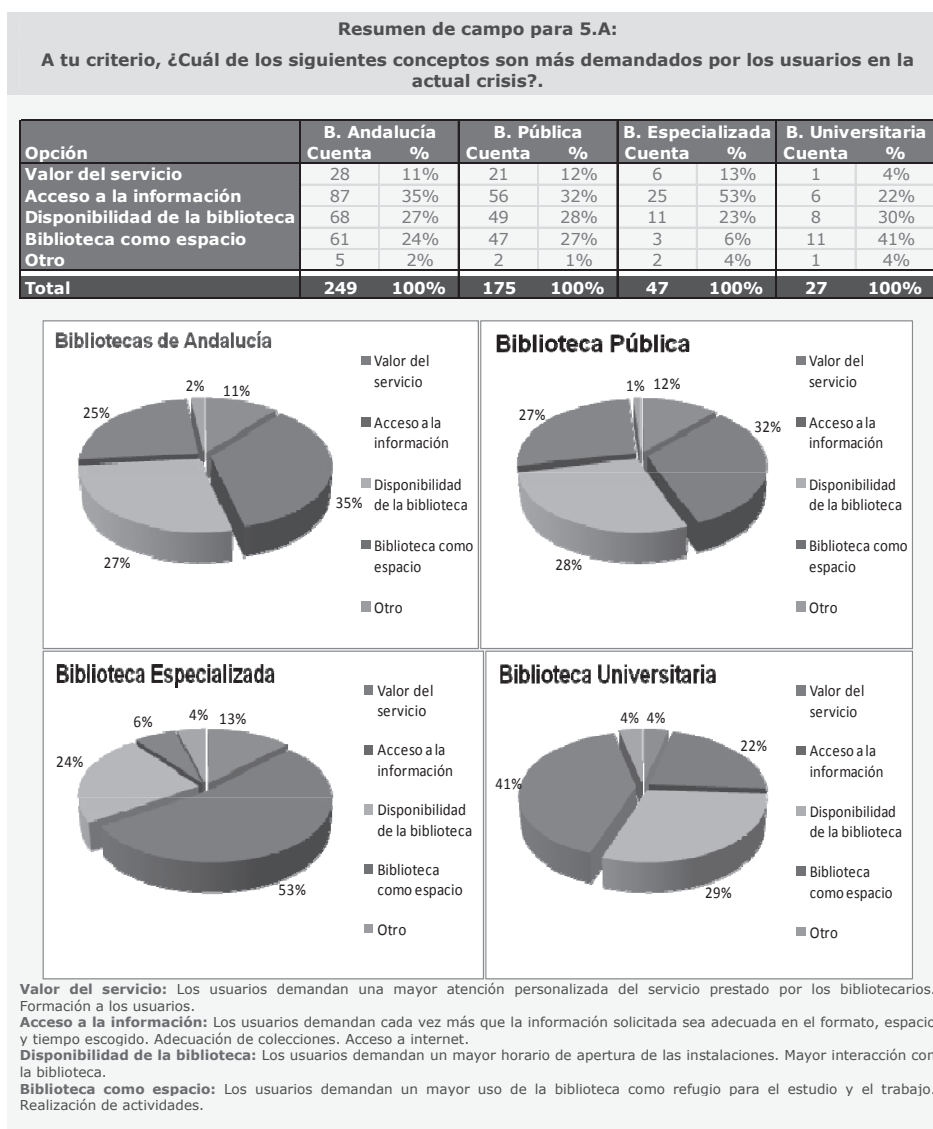 Resumen de campo para 5.A:
A tu criterio, ¿Cuál de los siguientes conceptos son más demandados por los usuarios en la
actual crisis?.
B. Andalucía B. Pública B. Especializada B. Universitaria
Opción Cuenta % Cuenta % Cuenta % Cuenta %
Valor del servicio 28 11% 21 12% 6 13% 1 4%
Acceso a la información 87 35% 56 32% 25 53% 6 22%
Disponibilidad de la biblioteca 68 27% 49 28% 11 23% 8 30%
Biblioteca como espacio 61 24% 47 27% 3 6% 11 41%
Otro 5 2% 2 1% 2 4% 1 4%
Total 249 100% 175 100% 47 100% 27 100%
Bibliotecas de Andalucía
2% 11%
25%
35%
27%
Valor del
servicio
Acceso a la
información
Disponibilidad
de la biblioteca
Biblioteca como
espacio
Otro
Biblioteca Pública
1% 12%
27%
32%
28%
Valor del
servicio
Acceso a la
información
Disponibilidad
de la biblioteca
Biblioteca como
espacio
Otro
Biblioteca Especializada
6% 4% 13%
24%
53%
Valor del
servicio
Acceso a la
información
Disponibilidad
de la biblioteca
Biblioteca
como espacio
Otro
Biblioteca Universitaria
4% 4%
22%
41%
29%
Valor del
servicio
Acceso a la
información
Disponibilidad
de la biblioteca
Biblioteca
como espacio
Otro
Valor del servicio: Los usuarios demandan una mayor atención personalizada del servicio prestado por los bibliotecarios.
Formación a los usuarios.
Acceso a la información: Los usuarios demandan cada vez más que la información solicitada sea adecuada en el formato, espacio
y tiempo escogido. Adecuación de colecciones. Acceso a internet.
Disponibilidad de la biblioteca: Los usuarios demandan un mayor horario de apertura de las instalaciones. Mayor interacción con
la biblioteca.
Biblioteca como espacio: Los usuarios demandan un mayor uso de la biblioteca como refugio para el estudio y el trabajo.
Realización de actividades.